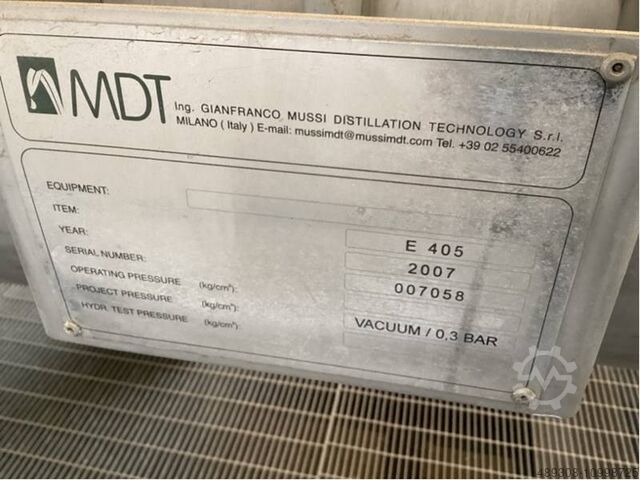 MDT Ing. GIANFRANCO MUSSI DISTILLATION TECHNOLOGY S.r.l.
MILANO ( Italy ) E-mail: mussimdt@mussimdt.com Tel. +39 02 55400622
EQUIPMENT:
ITEM: E 405
YEAR: 2007
SERIAL NUMBER: 007058
OPERATING PRESSURE (kg/cm²):
PROJECT PRESSURE (kg/cm²): VACUUM / 0,3 BAR
HYDR. TEST PRESSURE (kg/cm²):
489308-10998725